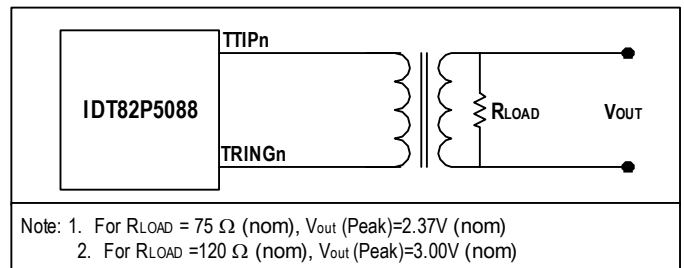 TTIPn
IDT82P5088
RLOAD
VOUT
TRINGn
Note: 1. For RLOAD = 75 Ω (nom), Vout (Peak)=2.37V (nom)
2. For RLOAD =120 Ω (nom), Vout (Peak)=3.00V (nom)